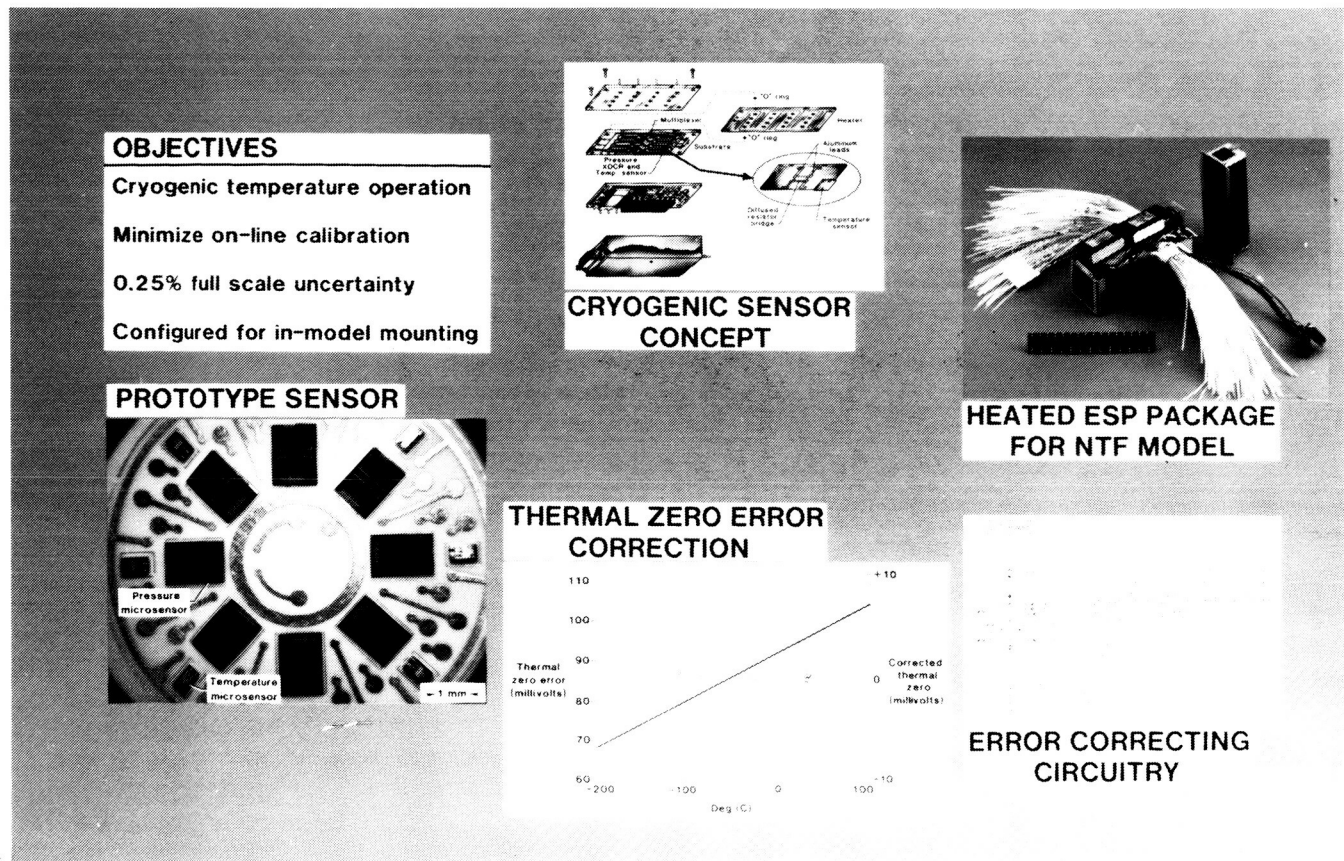 OBJECTIVES
Cryogenic temperature operation
Minimize on-line calibration
0.25% full scale uncertainty
Configured for in-model mounting
"O" ring
Multiplexer
Heater
Substrate
"O" ring
Aluminum
leads
Pressure
XDCR and
Temp sensor
Diffused
resistor
bridge
Temperature
sensor
CRYOGENIC SENSOR
CONCEPT
HEATED ESP PACKAGE
FOR NTF MODEL
PROTOTYPE SENSOR
Pressure
microsensor
Temperature
microsensor
1 mm
THERMAL ZERO ERROR
CORRECTION
110
+10
100
90
Thermal
zero error
(millivolts)
Corrected
thermal
zero
(millivolts)
0
80
70
60
-10
-200
-100
0
100
Deg (C)
ERROR CORRECTING
CIRCUITRY